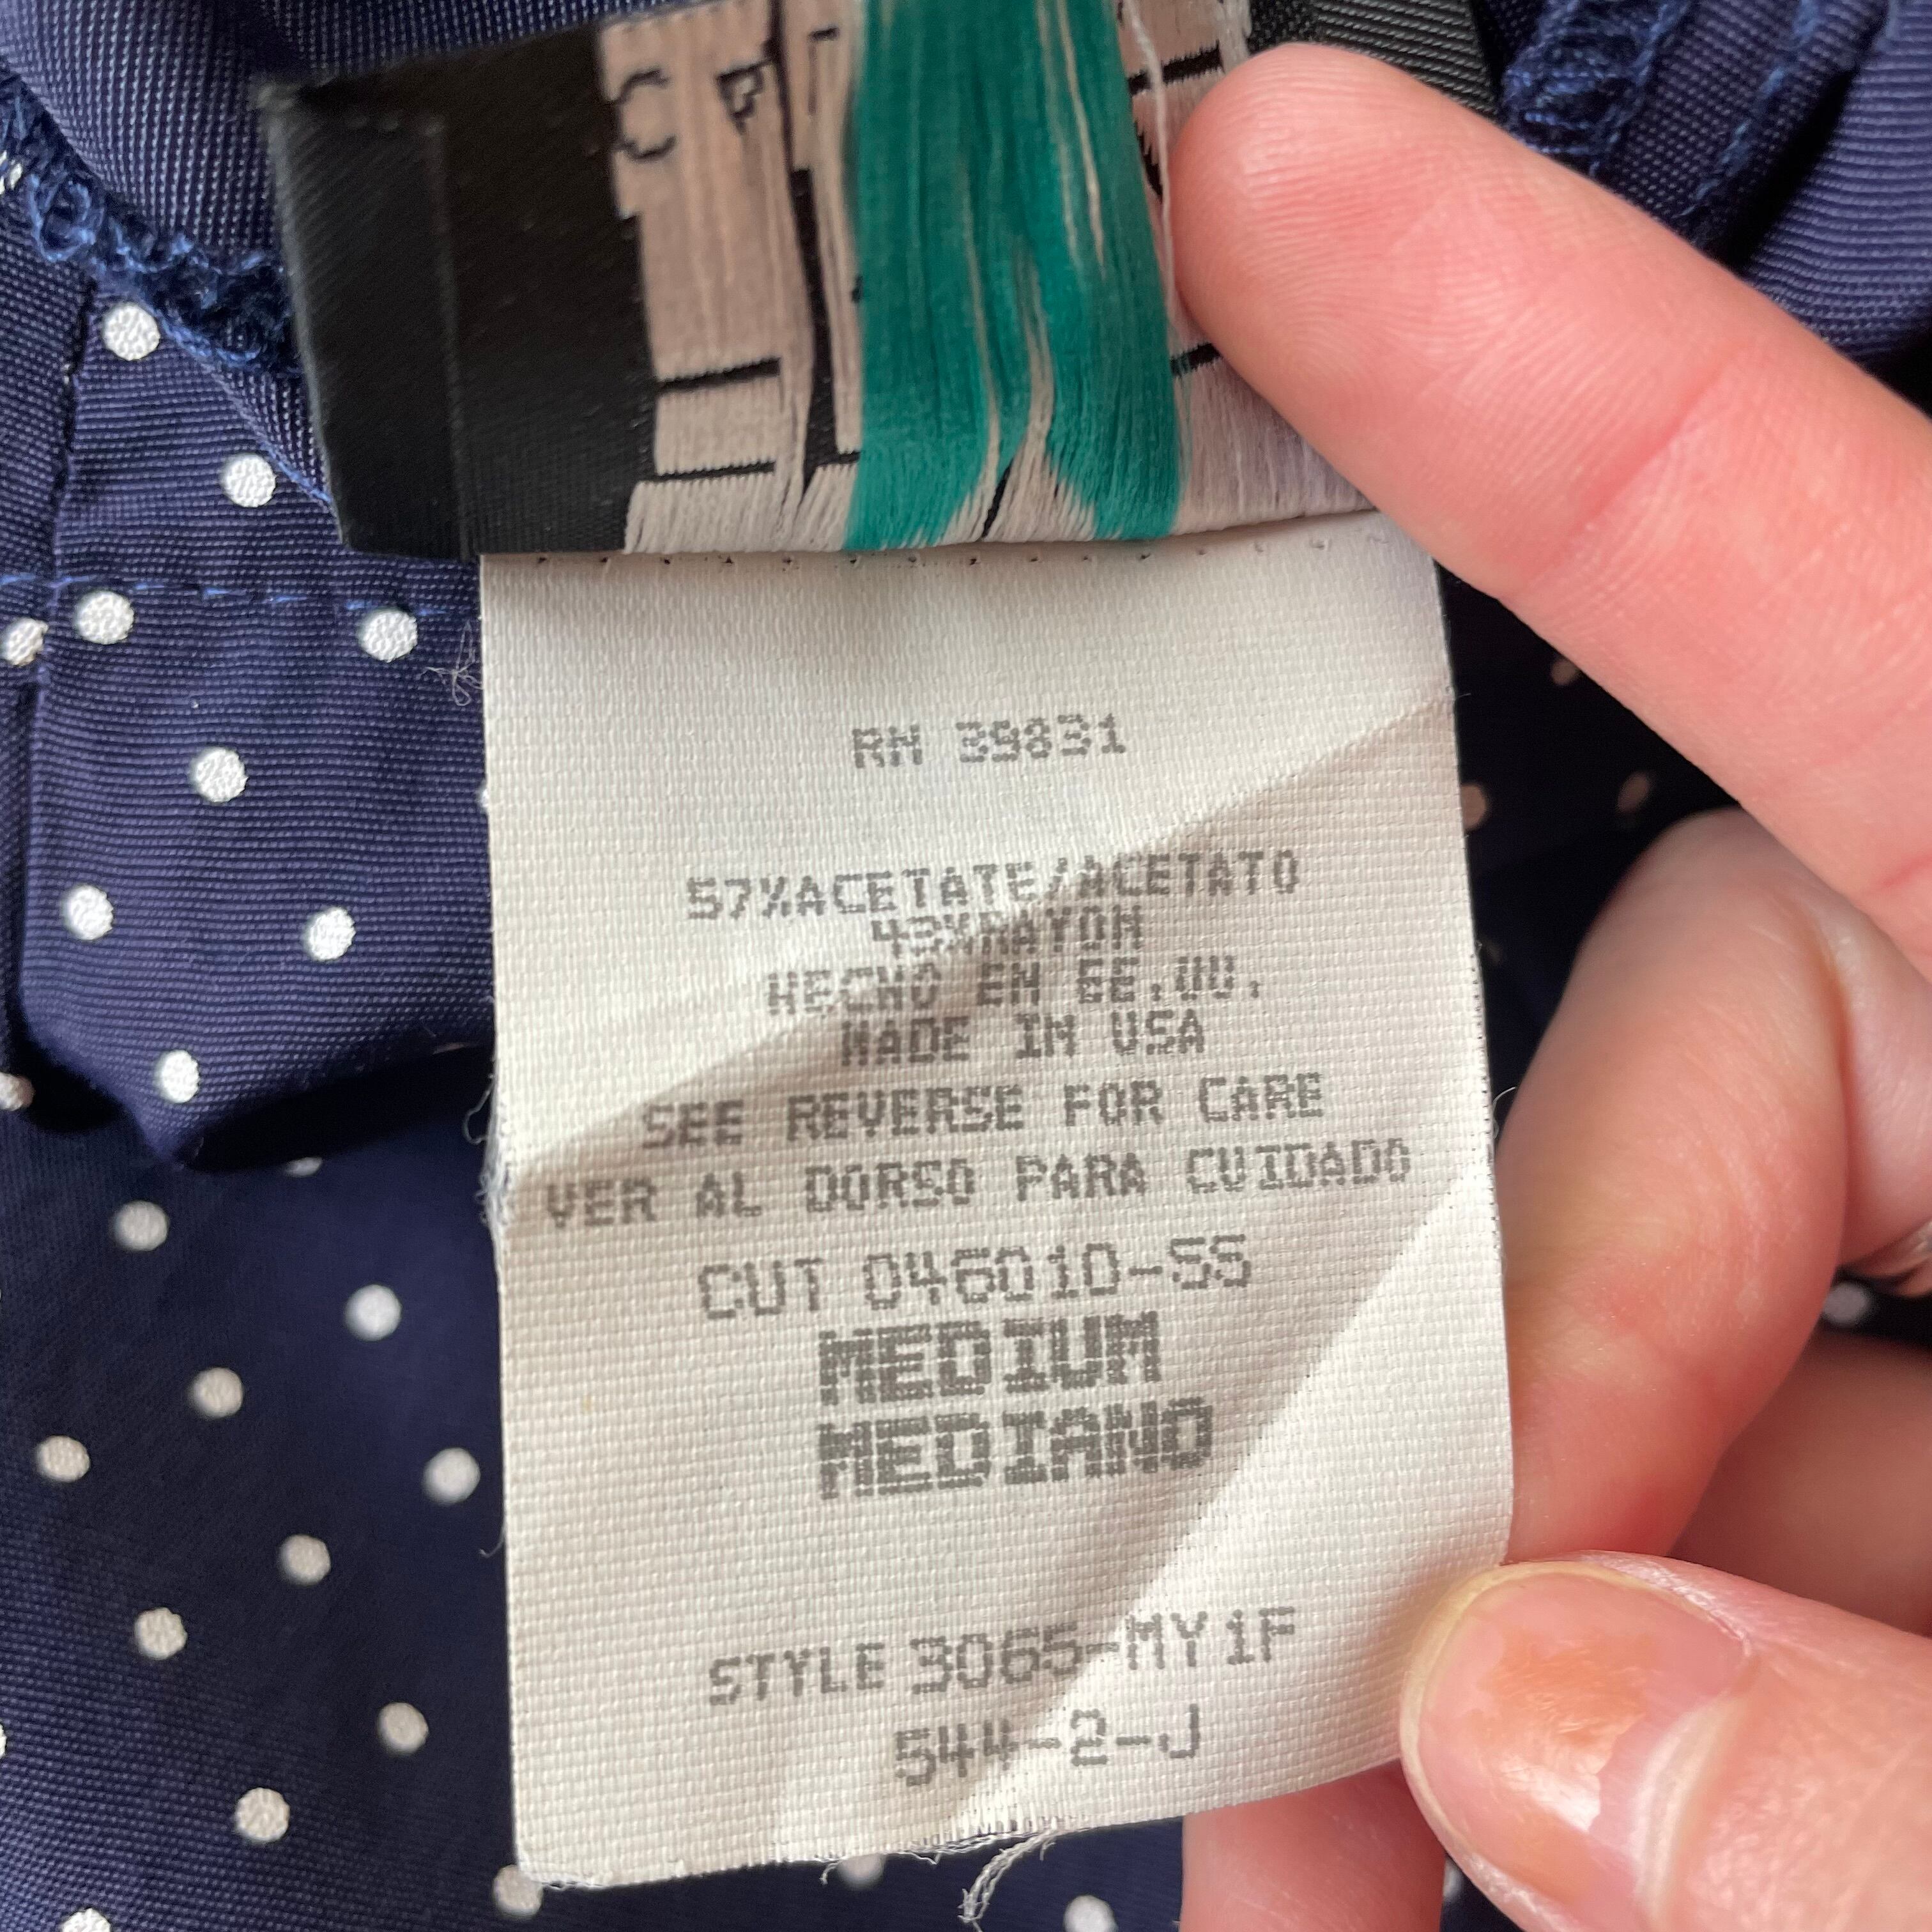 RN 39831
57%ACETATE/ACETATO
43%RAYON
HECHO EN EE.UU.
MADE IN USA
SEE REVERSE FOR CARE
VER AL DORSO PARA CUIDADO
CUT 046010-SS
MEDIUM
MEDIANO
STYLE 3065-MY1F
544-2-J